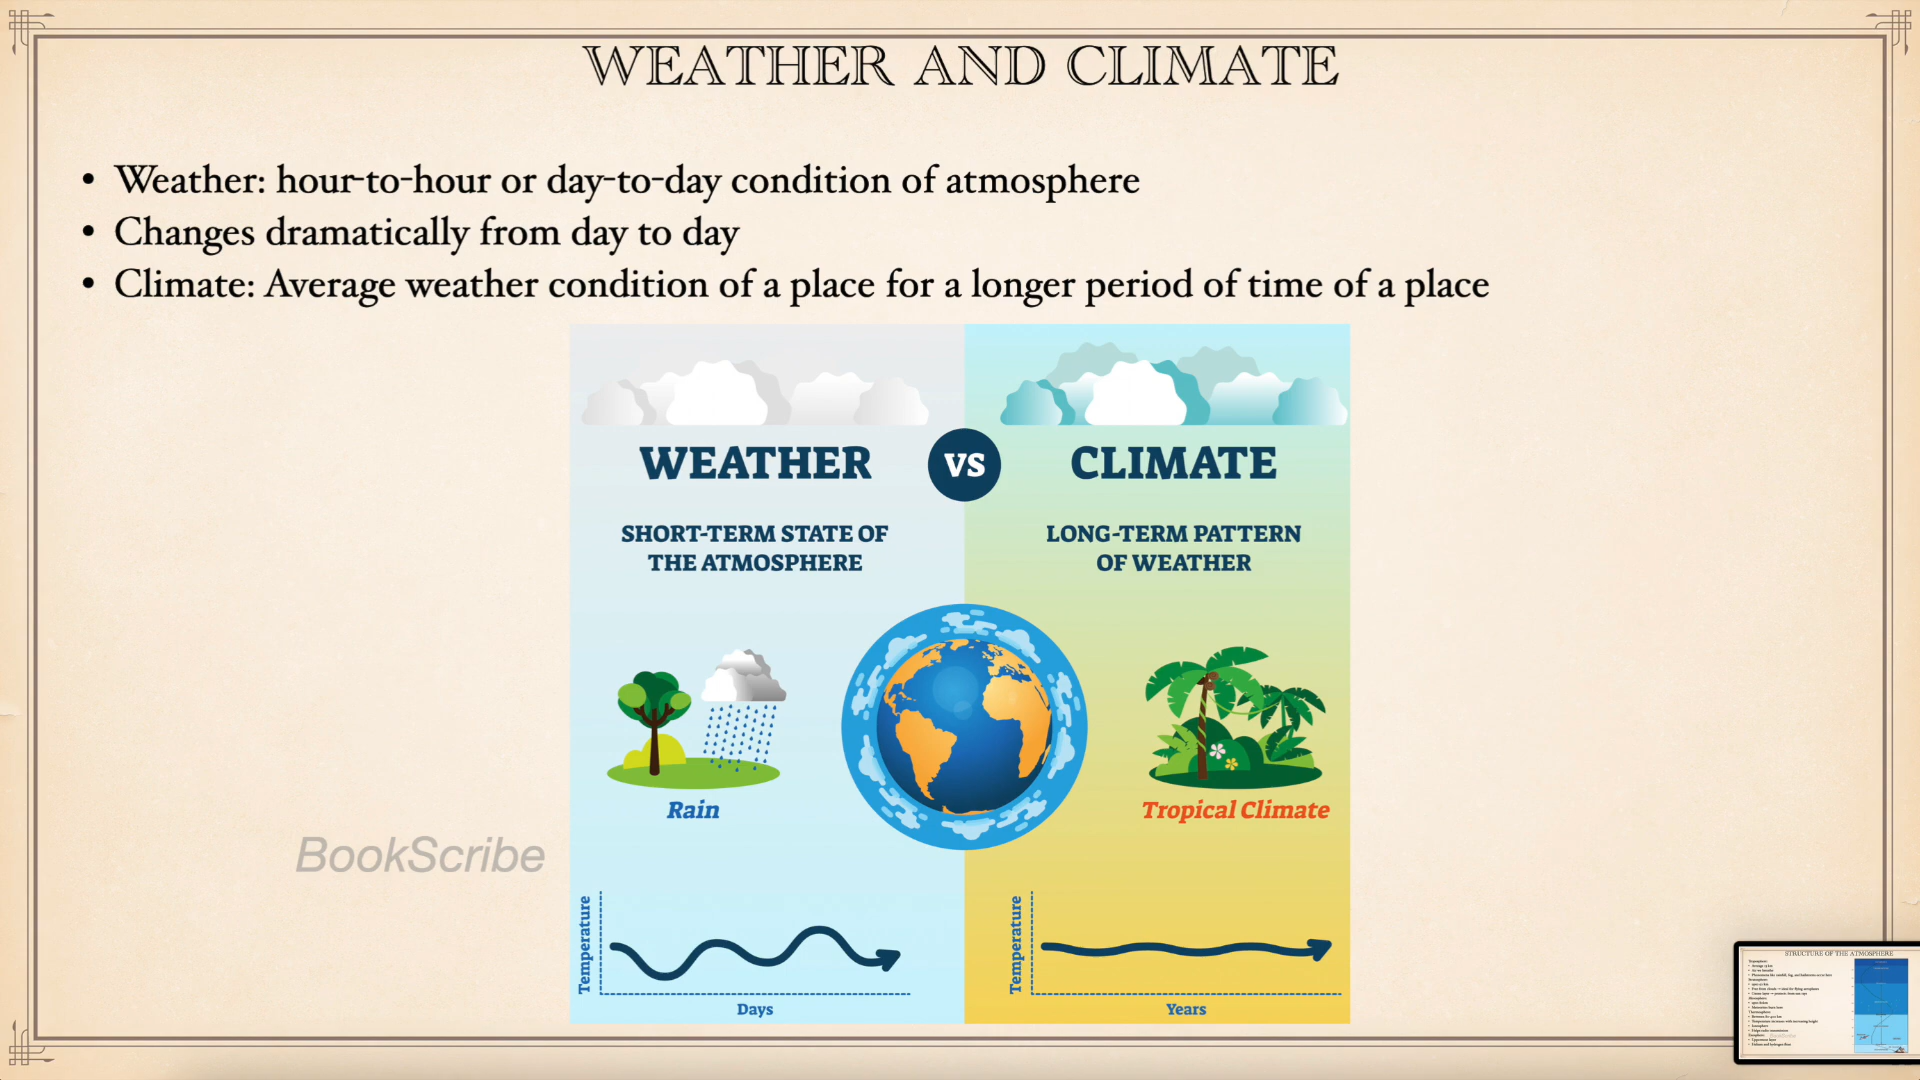 WEATHER AND CLIMATE
• Weather: hour-to-hour or day-to-day condition of atmosphere
• Changes dramatically from day to day
• Climate: Average weather condition of a place for a longer period of time of a place
WEATHER
VS
CLIMATE
SHORT-TERM STATE OF
THE ATMOSPHERE
LONG-TERM PATTERN
OF WEATHER
Rain
Tropical Climate
BookScribe
Temperature
Days
Temperature
Years
STRUCTURE OF THE ATMOSPHERE